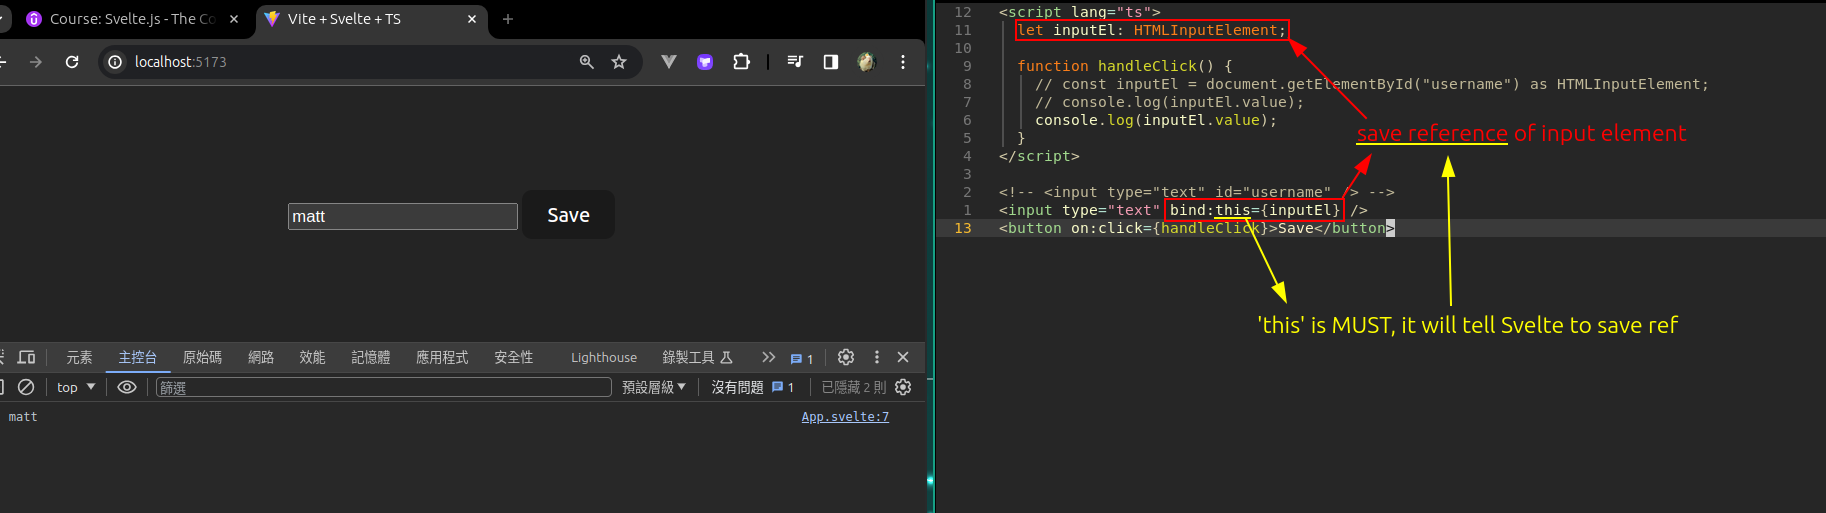 Course: Svelte.js - The Co
Vite + Svelte + TS
localhost:5173
matt
Save
元素 主控台 原始碼 網路 效能 記憶體 應用程式 安全性 Lighthouse 錄製工具 1
top 篩選 預設層級 沒有問題 1 已隱藏 2 則
matt App.svelte:7
12 <script lang="ts">
11 let inputEl: HTMLInputElement;
10
9 function handleClick() {
8 // const inputEl = document.getElementById("username") as HTMLInputElement;
7 // console.log(inputEl.value);
6 console.log(inputEl.value);
5 }
4 </script>
3
2 <!-- <input type="text" id="username" /> -->
1 <input type="text" bind:this={inputEl} />
13 <button on:click={handleClick}>Save</button>
save reference of input element
'this' is MUST, it will tell Svelte to save ref